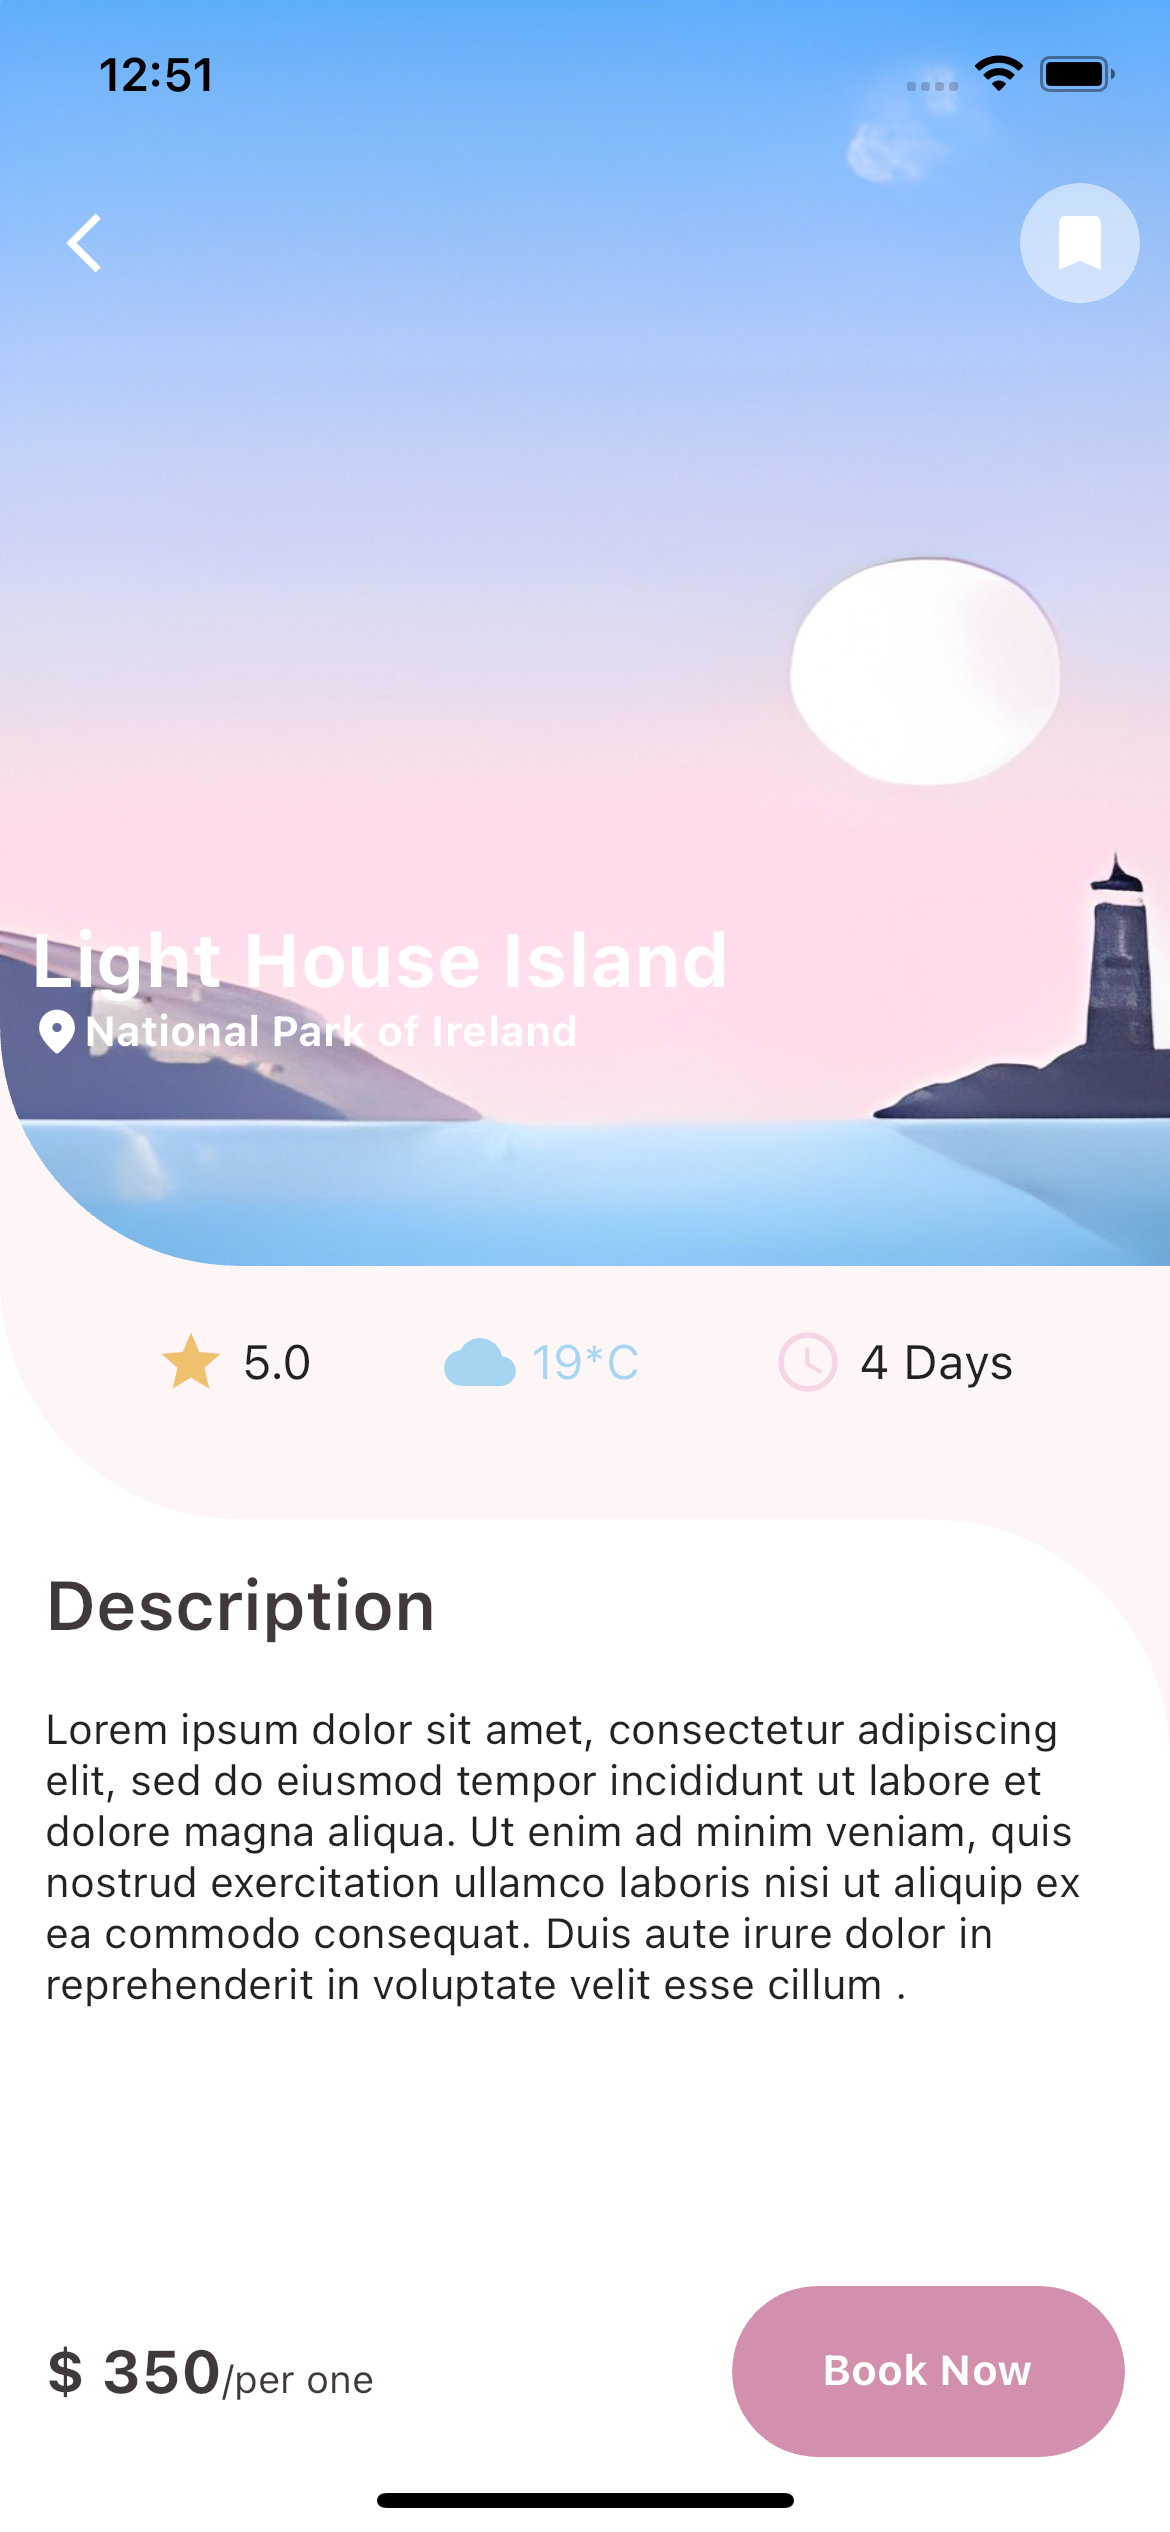 12:51
Light House Island
National Park of Ireland
5.0
19*C
4 Days
Description
Lorem ipsum dolor sit amet, consectetur adipiscing
elit, sed do eiusmod tempor incididunt ut labore et
dolore magna aliqua. Ut enim ad minim veniam, quis
nostrud exercitation ullamco laboris nisi ut aliquip ex
ea commodo consequat. Duis aute irure dolor in
reprehenderit in voluptate velit esse cillum .
$ 350/per one
Book Now